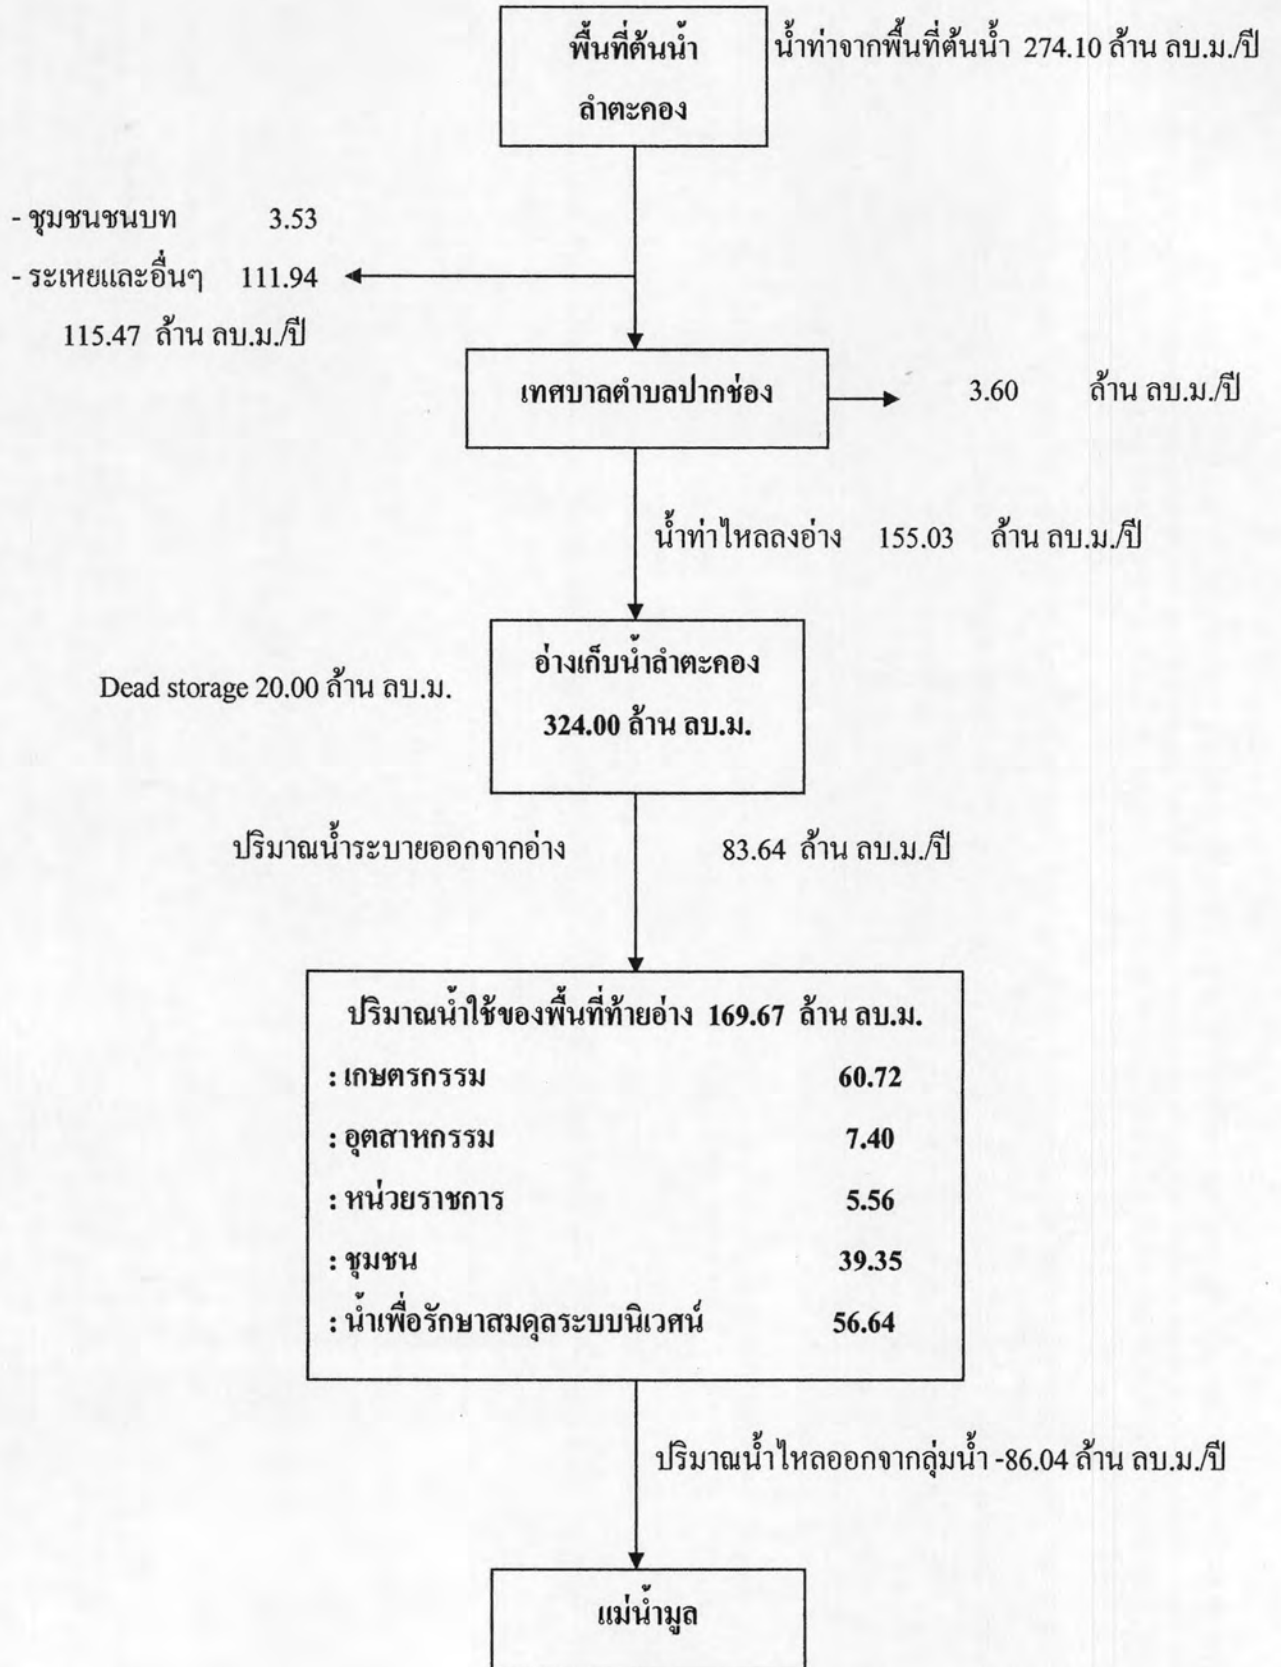 พื้นที่ต้นน้ำ
ลำตะคอง
น้ำท่าจากพื้นที่ต้นน้ำ 274.10 ล้าน ลบ.ม./ปี
- ชุมชนชนบท 3.53
- ระเหยและอื่นๆ 111.94
115.47 ล้าน ลบ.ม./ปี
เทศบาลตำบลปากช่อง
3.60 ล้าน ลบ.ม./ปี
น้ำท่าไหลลงอ่าง 155.03 ล้าน ลบ.ม./ปี
อ่างเก็บน้ำลำตะคอง
324.00 ล้าน ลบ.ม.
Dead storage 20.00 ล้าน ลบ.ม.
ปริมาณน้ำระบายออกจากอ่าง 83.64 ล้าน ลบ.ม./ปี
ปริมาณน้ำใช้ของพื้นที่ท้ายอ่าง 169.67 ล้าน ลบ.ม.
: เกษตรกรรม 60.72
: อุตสาหกรรม 7.40
: หน่วยราชการ 5.56
: ชุมชน 39.35
: น้ำเพื่อรักษาสมดุลระบบนิเวศน์ 56.64
ปริมาณน้ำไหลออกจากลุ่มน้ำ -86.04 ล้าน ลบ.ม./ปี
แม่น้ำมูล